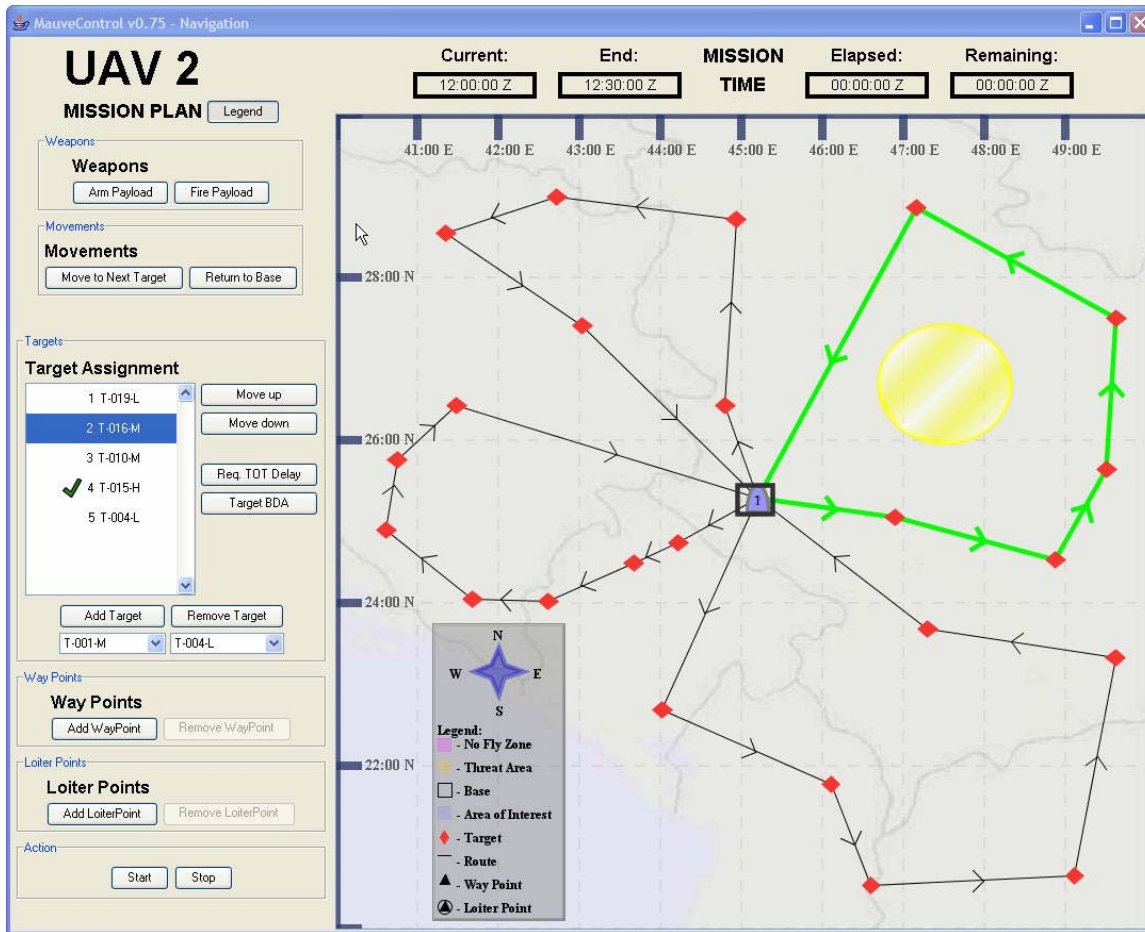 MauveControl v0.75 - Navigation
UAV 2
MISSION PLAN Legend
Current: End: MISSION Elapsed: Remaining:
12:00:00 Z 12:30:00 Z TIME 00:00:00 Z 00:00:00 Z
Weapons
Weapons
Arm Payload Fire Payload
Movements
Movements
Move to Next Target Return to Base
Targets
Target Assignment
1 T-019-L
2 T-016-M
3 T-010-M
4 T-015-H
5 T-004-L
Move up
Move down
Req. TOT Delay
Target BDA
Add Target Remove Target
T-001-M T-004-L
Way Points
Way Points
Add WayPoint Remove WayPoint
Loiter Points
Loiter Points
Add LoiterPoint Remove LoiterPoint
Action
Start Stop
41:00 E 42:00 E 43:00 E 44:00 E 45:00 E 46:00 E 47:00 E 48:00 E 49:00 E
28:00 N
26:00 N
24:00 N
22:00 N
1
N
W E
S
Legend:
- No Fly Zone
- Threat Area
- Base
- Area of Interest
- Target
- Route
- Way Point
- Loiter Point